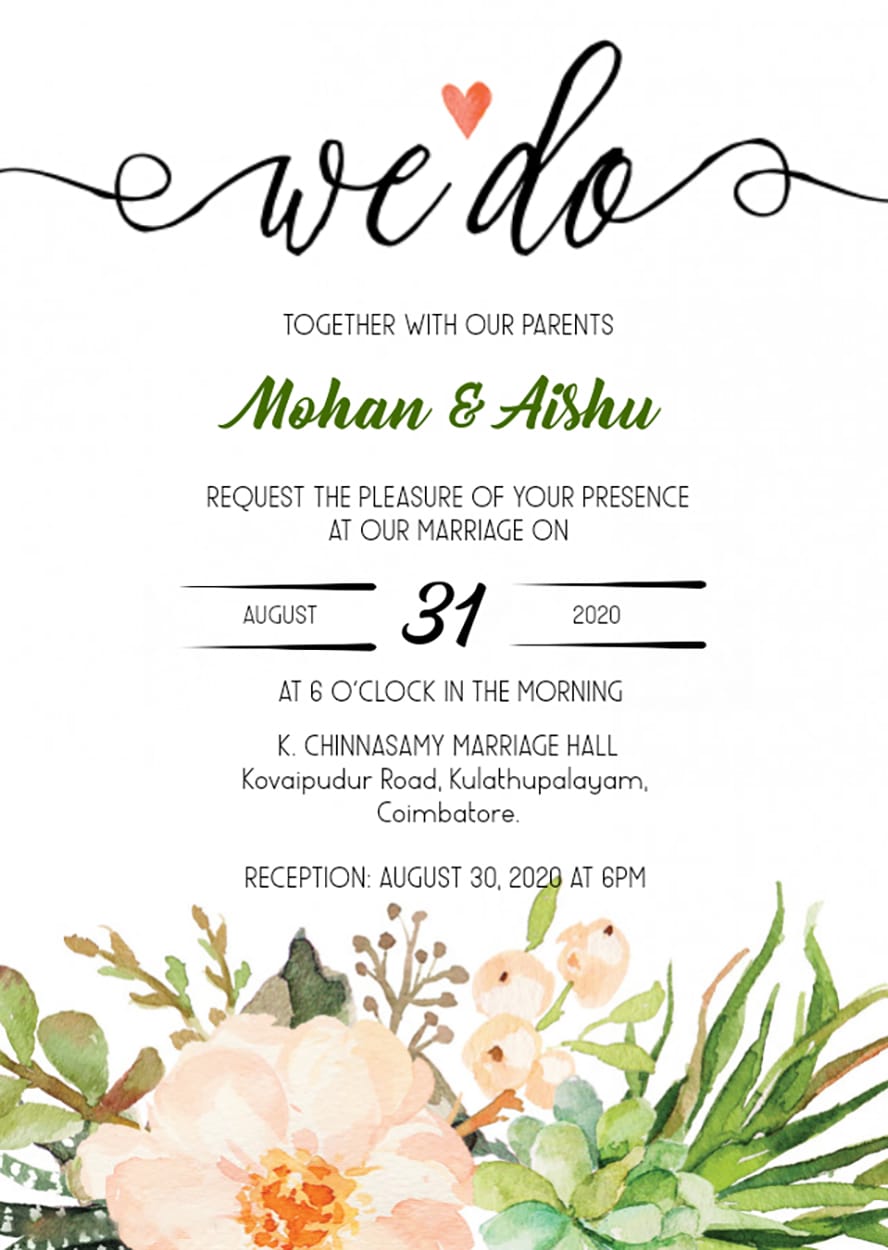 we do
TOGETHER WITH OUR PARENTS
Mohan & Aishu
REQUEST THE PLEASURE OF YOUR PRESENCE
AT OUR MARRIAGE ON
AUGUST 31 2020
AT 6 O'CLOCK IN THE MORNING
K. CHINNASAMY MARRIAGE HALL
Kovaipudur Road, Kulathupalayam,
Coimbatore.
RECEPTION: AUGUST 30, 2020 AT 6PM